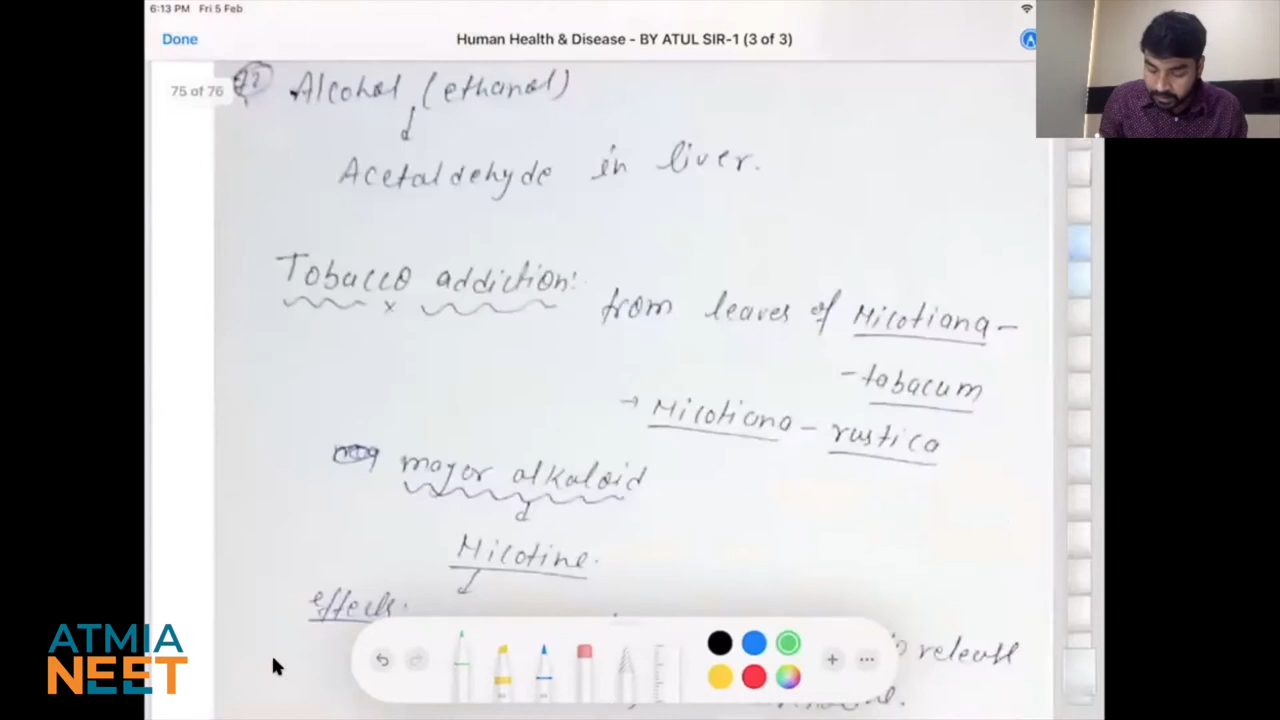 6:13 PM Fri 5 Feb
Done
Human Health & Disease - BY ATUL SIR-1 (3 of 3)
75 of 76
Alcohol (ethanol)
Acetaldehyde in liver.
Tobacco addiction:
from leaves of Nicotiana-
-tobacum
→ Nicotiana - rustica
major alkaloid
Nicotine.
effects.
release
ATMIA
NEET